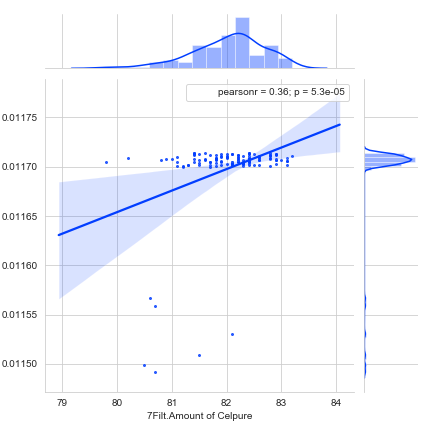 pearsonr = 0.36; p = 5.3e-05
0.01175
0.01170
0.01165
0.01160
0.01155
0.01150
79 80 81 82 83 84
7Filt.Amount of Celpure